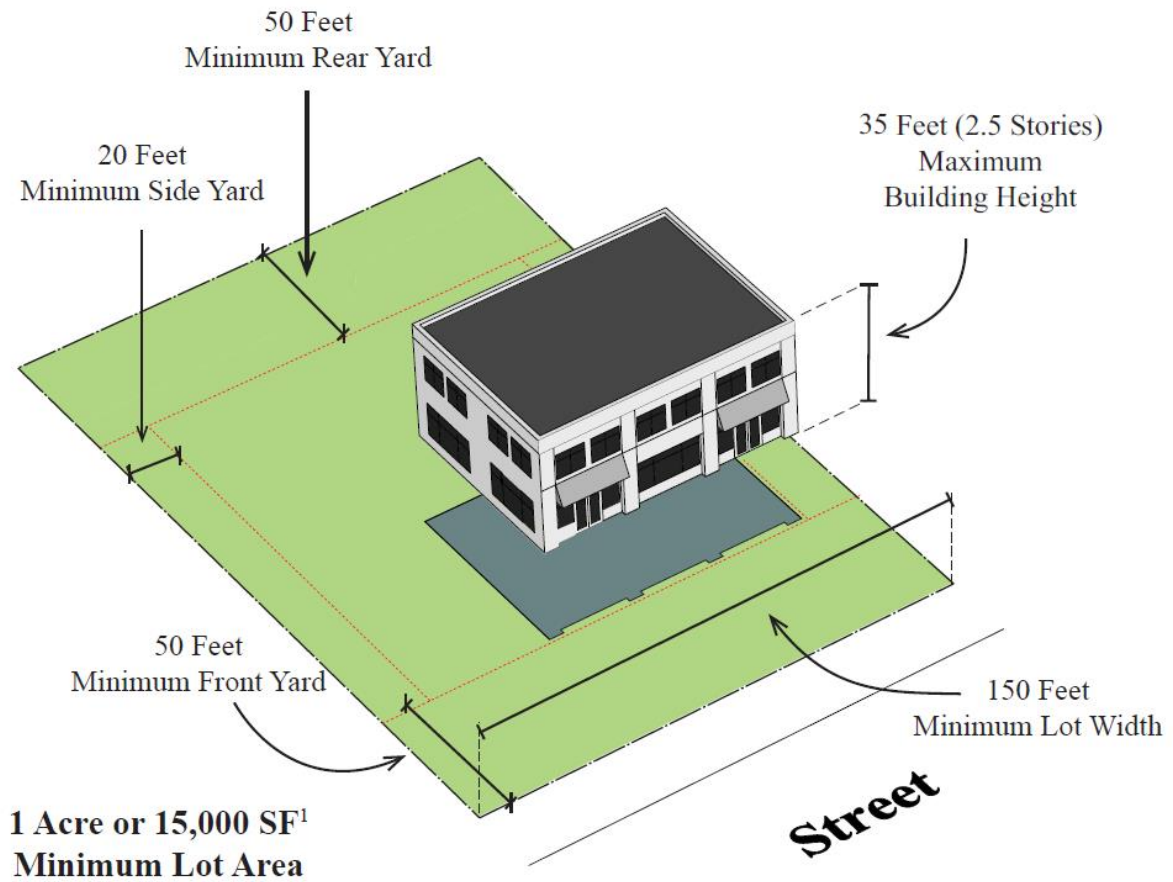 50 Feet
Minimum Rear Yard
20 Feet
Minimum Side Yard
35 Feet (2.5 Stories)
Maximum
Building Height
50 Feet
Minimum Front Yard
150 Feet
Minimum Lot Width
Street
1 Acre or 15,000 SF¹
Minimum Lot Area